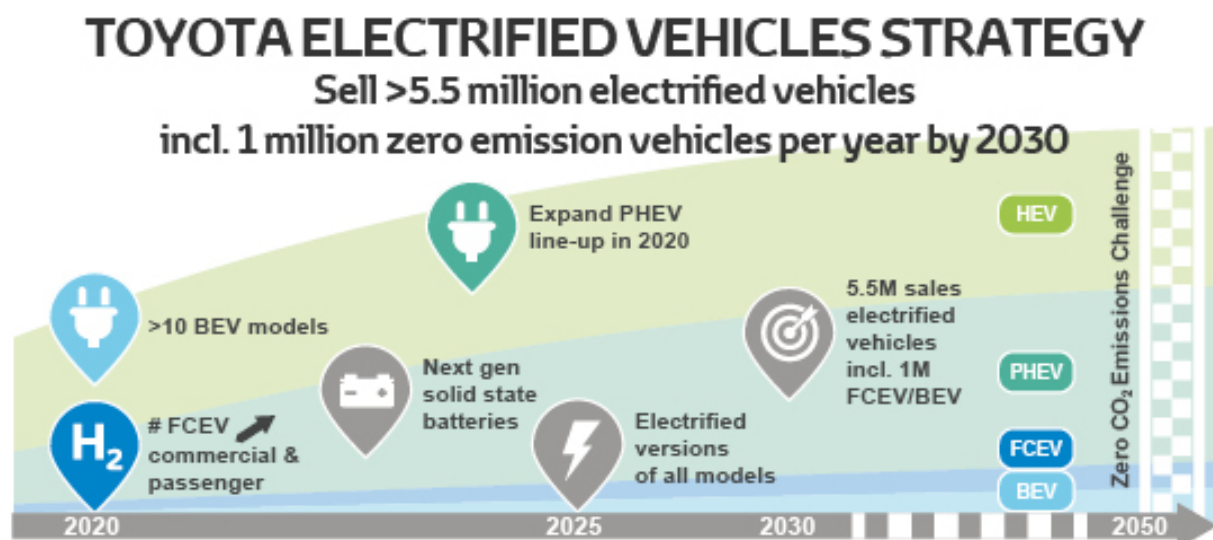 TOYOTA ELECTRIFIED VEHICLES STRATEGY
Sell >5.5 million electrified vehicles
incl. 1 million zero emission vehicles per year by 2030
Expand PHEV
line-up in 2020
HEV
>10 BEV models
5.5M sales
electrified
vehicles
incl. 1M
FCEV/BEV
Next gen
solid state
batteries
PHEV
H2
# FCEV
commercial &
passenger
Electrified
versions
of all models
FCEV
BEV
Zero CO2 Emissions Challenge
2020
2025
2030
2050